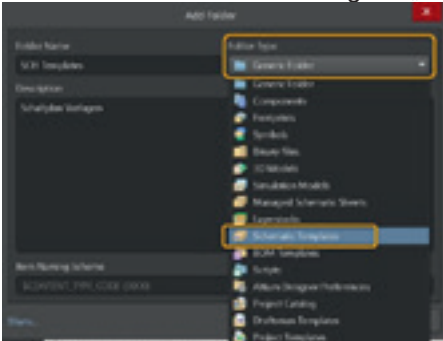 Add Folder
Folder Name
Folder Type
SCH Templates
Generic Folder
Description
Generic Folder
Schaltplan Vorlagen
Components
Footprints
Symbols
Binary Files
3D Models
Simulation Models
Managed Schematic Sheets
Layerstacks
Schematic Templates
BOM Templates
Item Naming Scheme
Scripts
Altium Designer Preferences
Project Catalog
Share...
Draftsman Templates
Project Templates